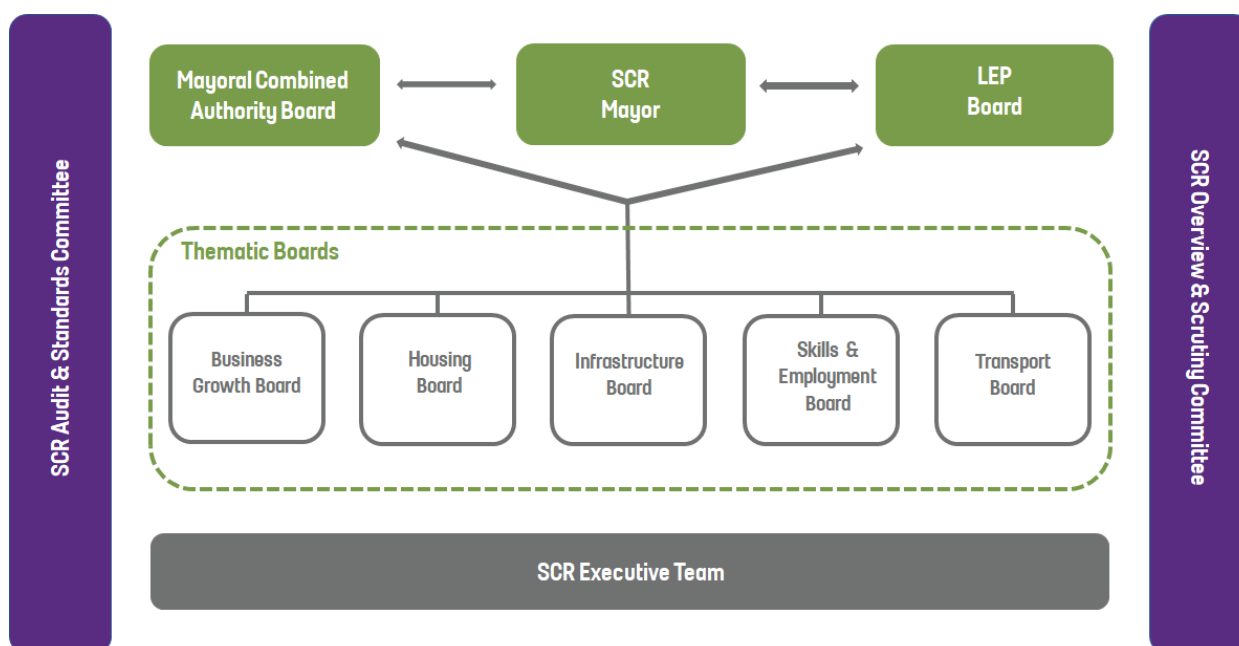 SCR Audit & Standards Committee
Mayoral Combined
Authority Board
SCR
Mayor
LEP
Board
Thematic Boards
Business
Growth Board
Housing
Board
Infrastructure
Board
Skills &
Employment
Board
Transport
Board
SCR Executive Team
SCR Overview & Scrutiny Committee